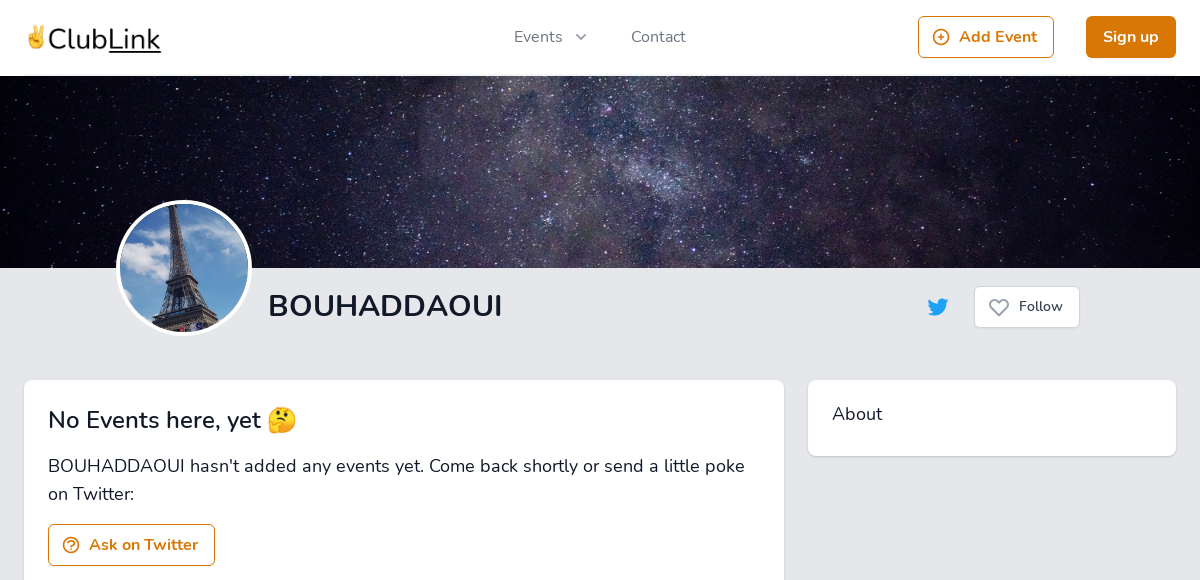 ✌ClubLink
Events
Contact
Add Event
Sign up
BOUHADDAOUI
Follow
No Events here, yet 🤔
BOUHADDAOUI hasn't added any events yet. Come back shortly or send a little poke
on Twitter:
Ask on Twitter
About